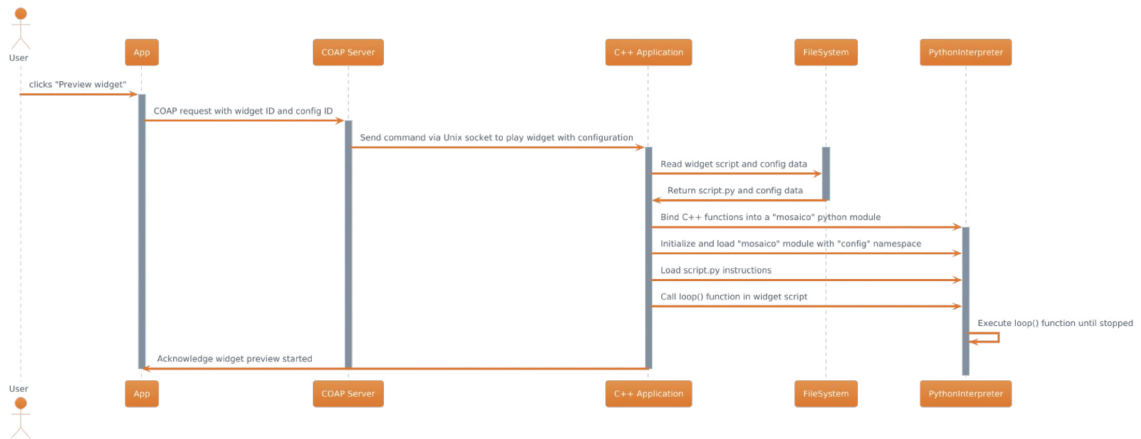 User
App
COAP Server
C++ Application
FileSystem
PythonInterpreter
clicks "Preview widget"
COAP request with widget ID and config ID
Send command via Unix socket to play widget with configuration
Read widget script and config data
Return script.py and config data
Bind C++ functions into a "mosaico" python module
Initialize and load "mosaico" module with "config" namespace
Load script.py instructions
Call loop() function in widget script
Execute loop() function until stopped
Acknowledge widget preview started
User
App
COAP Server
C++ Application
FileSystem
PythonInterpreter